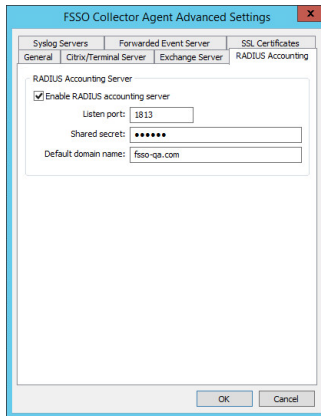 FSSO Collector Agent Advanced Settings
x
Syslog Servers Forwarded Event Server SSL Certificates
General Citrix/Terminal Server Exchange Server RADIUS Accounting
RADIUS Accounting Server
Enable RADIUS accounting server
Listen port: 1813
Shared secret: ●●●●●●
Default domain name: fsso-qa.com
OK Cancel